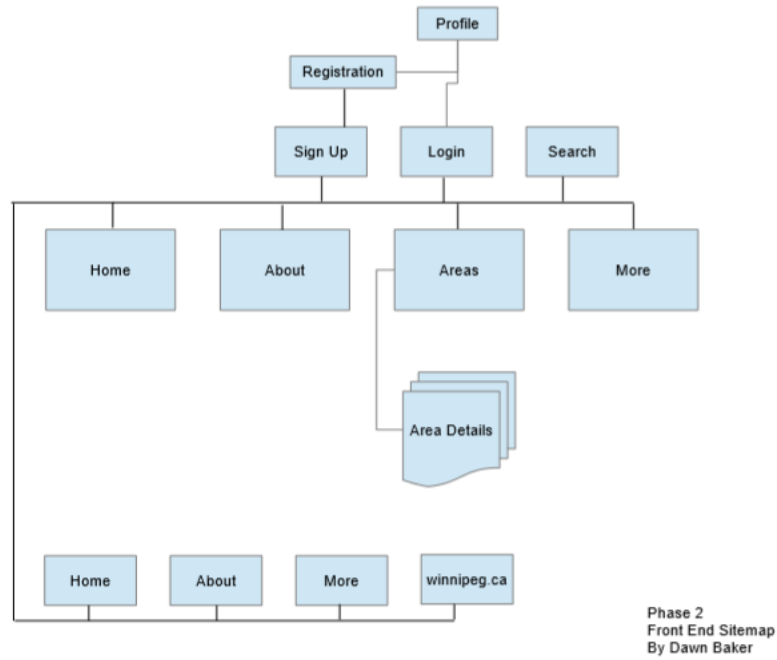 Profile
Registration
Sign Up
Login
Search
Home
About
Areas
More
Area Details
Home
About
More
winnipeg.ca
Phase 2
Front End Sitemap
By Dawn Baker